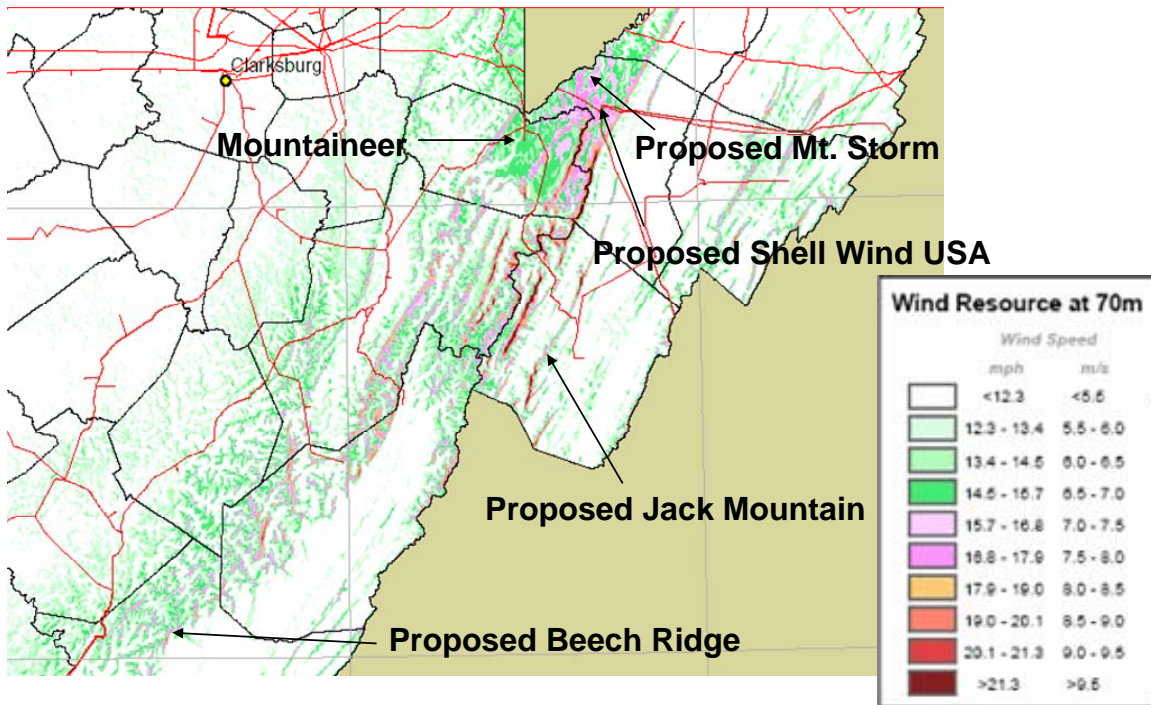 Clarksburg
Mountaineer
Proposed Mt. Storm
Proposed Shell Wind USA
Proposed Jack Mountain
Proposed Beech Ridge
Wind Resource at 70m
Wind Speed
mph m/s
<12.3 <5.5
12.3 - 13.4 5.5 - 6.0
13.4 - 14.5 6.0 - 6.5
14.5 - 15.7 6.5 - 7.0
15.7 - 16.8 7.0 - 7.5
16.8 - 17.9 7.5 - 8.0
17.9 - 19.0 8.0 - 8.5
19.0 - 20.1 8.5 - 9.0
20.1 - 21.3 9.0 - 9.5
>21.3 >9.5